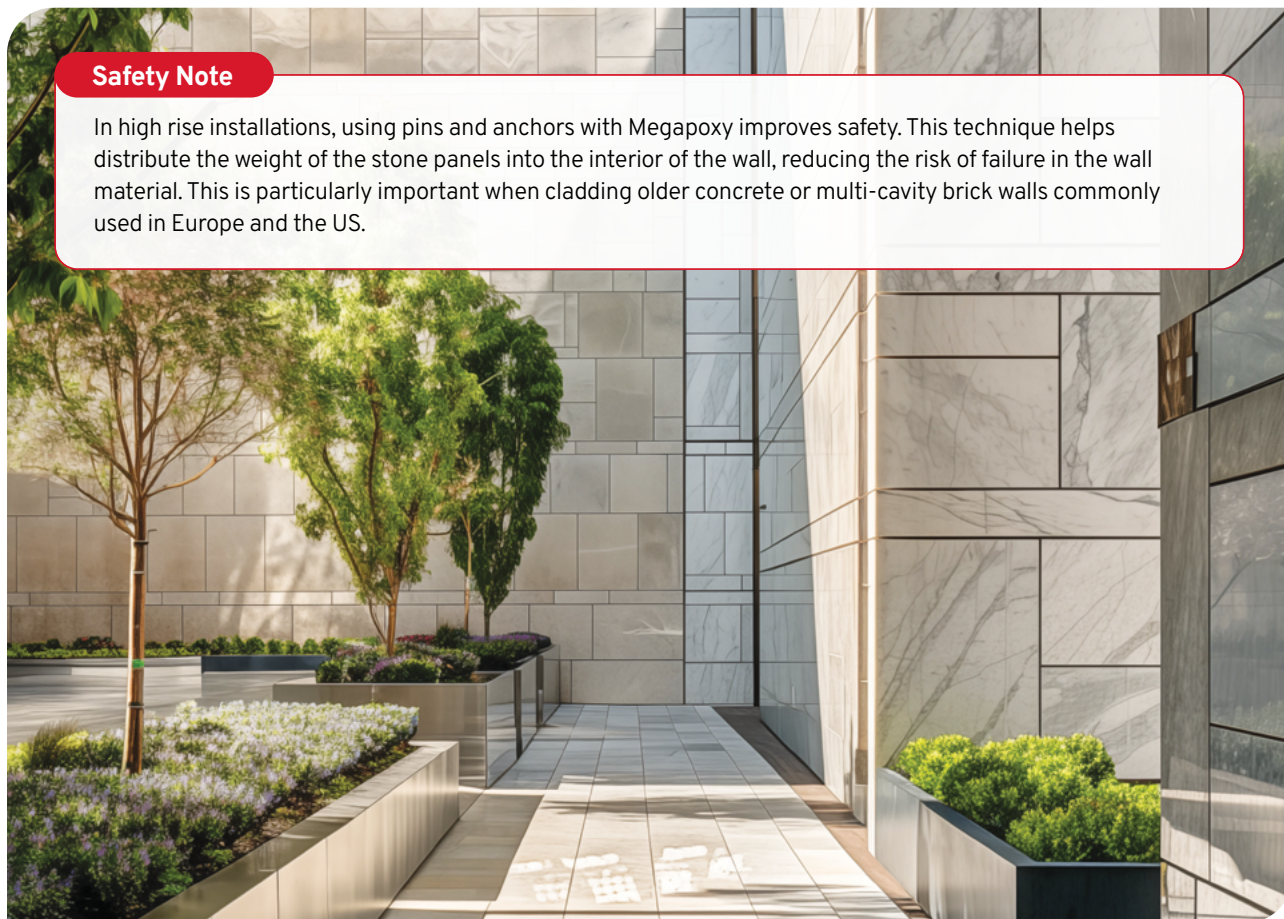 Safety Note
In high rise installations, using pins and anchors with Megapoxy improves safety. This technique helps
distribute the weight of the stone panels into the interior of the wall, reducing the risk of failure in the wall
material. This is particularly important when cladding older concrete or multi-cavity brick walls commonly
used in Europe and the US.